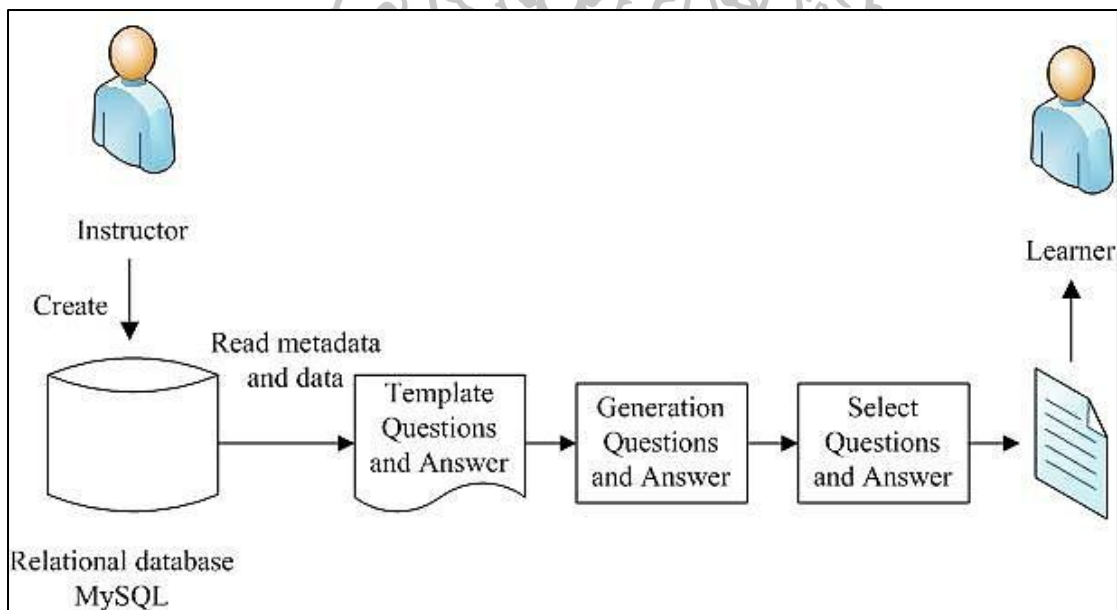 Instructor
Learner
Create
Read metadata
and data
Template
Questions
and Answer
Generation
Questions
and Answer
Select
Questions
and Answer
Relational database
MySQL